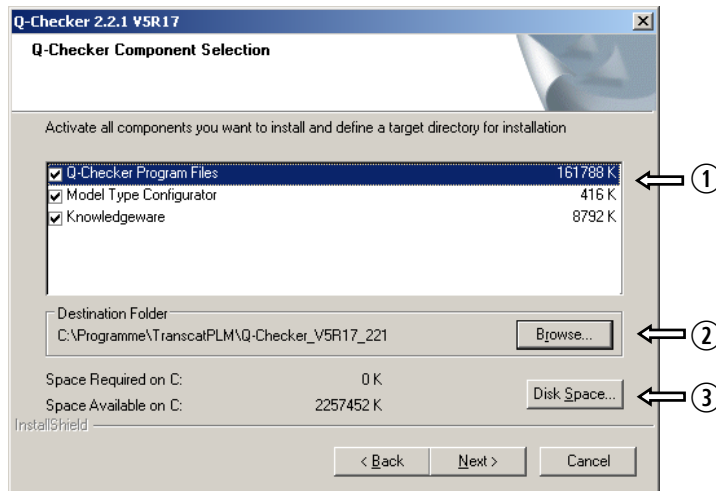 Q-Checker 2.2.1 V5R17
Q-Checker Component Selection
Activate all components you want to install and define a target directory for installation
Q-Checker Program Files 161788 K
Model Type Configurator 416 K
Knowledgeware 8792 K
1
Destination Folder
C:\Programme\TranscatPLM\Q-Checker_V5R17_221
Browse...
2
Space Required on C: 0 K
Space Available on C: 2257452 K
Disk Space...
3
InstallShield
< Back Next > Cancel